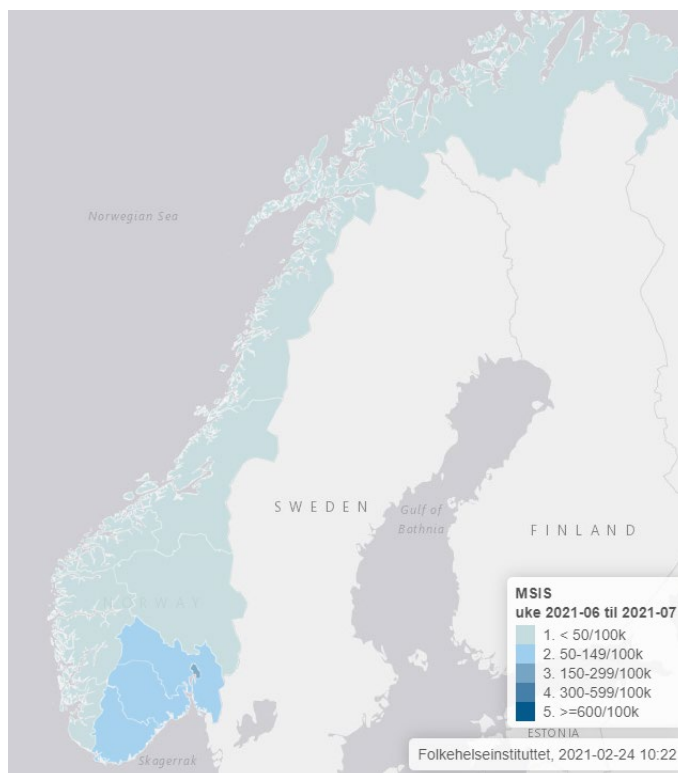 Norwegian Sea
SWEDEN
Gulf of
Bothnia
FINLAND
NORWAY
MSIS
uke 2021-06 til 2021-07
1. < 50/100k
2. 50-149/100k
3. 150-299/100k
4. 300-599/100k
5. >=600/100k
ESTONIA
Skagerrak
Folkehelseinstituttet, 2021-02-24 10:22